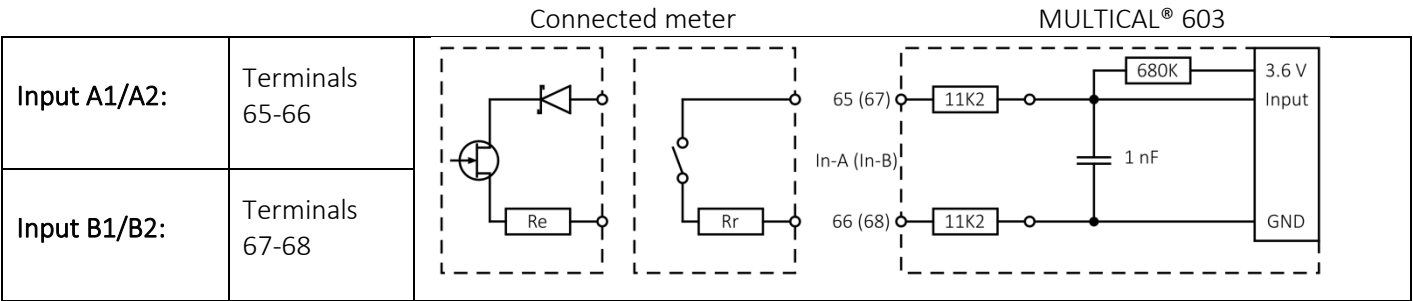 Connected meter MULTICAL® 603
Input A1/A2:
Terminals
65-66
Input B1/B2:
Terminals
67-68
Re
Rr
65 (67)
In-A (In-B)
66 (68)
11K2
11K2
680K
1 nF
3.6 V
Input
GND